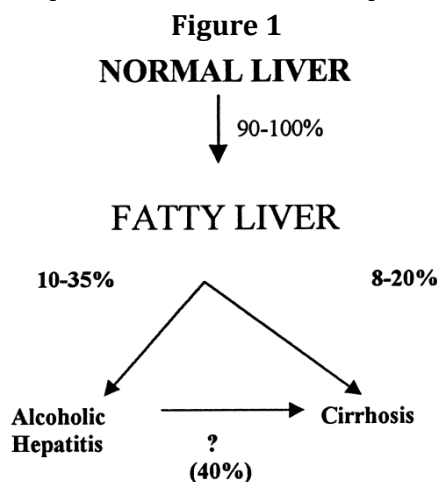 Figure 1
NORMAL LIVER
90-100%
FATTY LIVER
10-35%
8-20%
Alcoholic
Hepatitis
Cirrhosis
?
(40%)